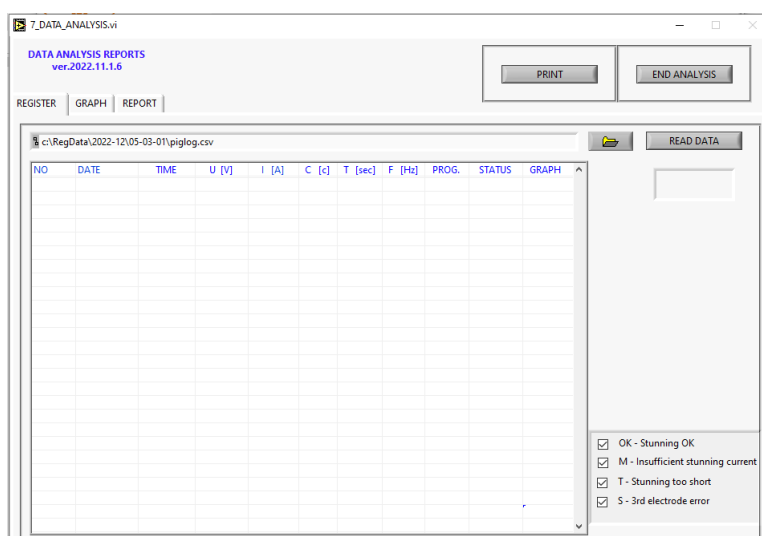 7_DATA_ANALYSIS.vi
DATA ANALYSIS REPORTS
ver.2022.11.1.6
PRINT
END ANALYSIS
REGISTER GRAPH REPORT
c:\RegData\2022-12\05-03-01\piglog.csv
READ DATA
NO DATE TIME U [V] I [A] C [c] T [sec] F [Hz] PROG. STATUS GRAPH
OK - Stunning OK
M - Insufficient stunning current
T - Stunning too short
S - 3rd electrode error